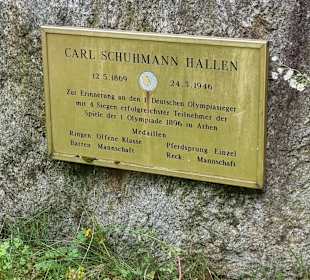 CARL SCHUHMANN HALLEN
12.5.1869 24.3.1946
Zur Erinnerung an den 1 Deutschen Olympiasieger
mit 4 Siegen erfolgreichster Teilnehmer der
Spiele der 1 Olympiade 1896 zu Athen
Medaillen
Ringen Offene Klasse Pferdsprung Einzel
Barren Mannschaft Reck Mannschaft